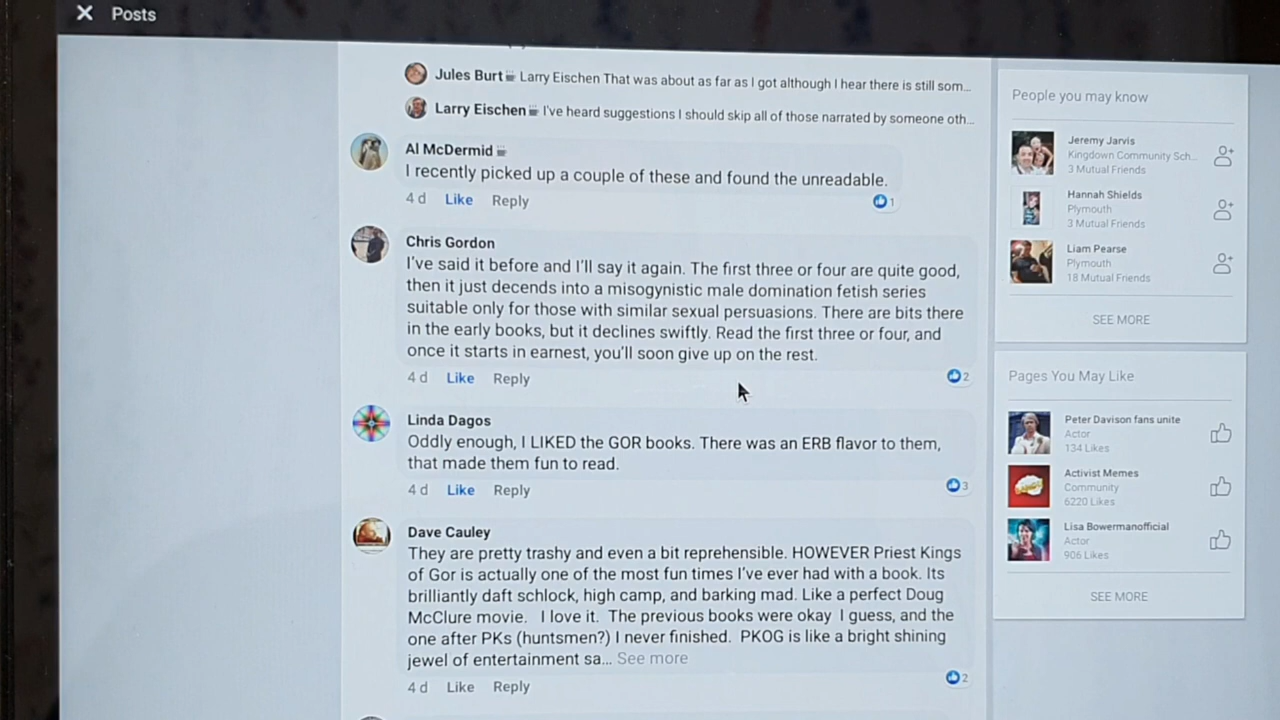 Posts
Jules Burt Larry Eischen That was about as far as I got although I hear there is still som...
Larry Eischen I've heard suggestions I should skip all of those narrated by someone oth...
Al McDermid
I recently picked up a couple of these and found the unreadable.
4 d Like Reply
1
Chris Gordon
I've said it before and I'll say it again. The first three or four are quite good,
then it just decends into a misogynistic male domination fetish series
suitable only for those with similar sexual persuasions. There are bits there
in the early books, but it declines swiftly. Read the first three or four, and
once it starts in earnest, you'll soon give up on the rest.
4 d Like Reply
2
Linda Dagos
Oddly enough, I LIKED the GOR books. There was an ERB flavor to them,
that made them fun to read.
4 d Like Reply
3
Dave Cauley
They are pretty trashy and even a bit reprehensible. HOWEVER Priest Kings
of Gor is actually one of the most fun times I've ever had with a book. Its
brilliantly daft schlock, high camp, and barking mad. Like a perfect Doug
McClure movie. I love it. The previous books were okay I guess, and the
one after PKs (huntsmen?) I never finished. PKOG is like a bright shining
jewel of entertainment sa... See more
4 d Like Reply
2
People you may know
Jeremy Jarvis
Kingdown Community Sch...
3 Mutual Friends
Hannah Shields
Plymouth
3 Mutual Friends
Liam Pearse
Plymouth
18 Mutual Friends
SEE MORE
Pages You May Like
Peter Davison fans unite
Actor
134 Likes
Activist Memes
Community
6220 Likes
Lisa Bowermanofficial
Actor
906 Likes
SEE MORE